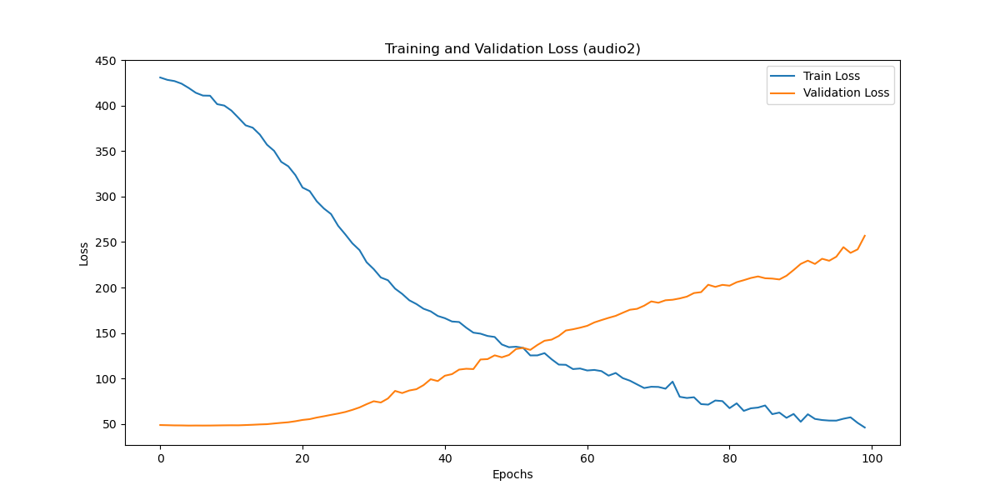 Training and Validation Loss (audio2)
Train Loss
Validation Loss
450
400
350
300
250
200
150
100
50
Loss
0 20 40 60 80 100
Epochs